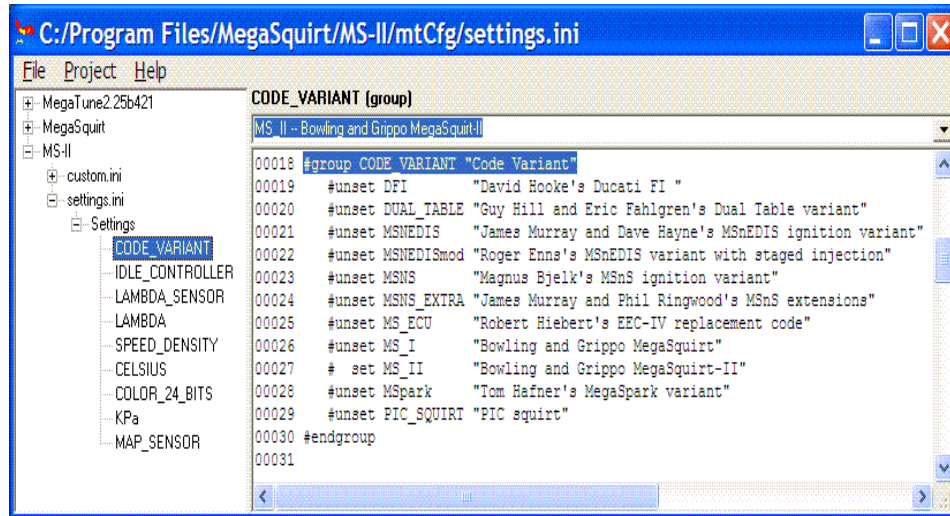 C:/Program Files/MegaSquirt/MS-II/mtCfg/settings.ini
File Project Help
MegaTune2.25b421
MegaSquirt
MS-II
custom.ini
settings.ini
Settings
CODE_VARIANT
IDLE_CONTROLLER
LAMBDA_SENSOR
LAMBDA
SPEED_DENSITY
CELSIUS
COLOR_24_BITS
KPa
MAP_SENSOR
CODE_VARIANT (group)
MS_II -- Bowling and Grippo MegaSquirt-II
00018 #group CODE_VARIANT "Code Variant"
00019 #unset DFI "David Hooke's Ducati FI "
00020 #unset DUAL_TABLE "Guy Hill and Eric Fahlgren's Dual Table variant"
00021 #unset MSNEDIS "James Murray and Dave Hayne's MSnEDIS ignition variant"
00022 #unset MSNEDISmod "Roger Enns's MSnEDIS variant with staged injection"
00023 #unset MSNS "Magnus Bjelk's MSnS ignition variant"
00024 #unset MSNS_EXTRA "James Murray and Phil Ringwood's MSnS extensions"
00025 #unset MS_ECU "Robert Hiebert's EEC-IV replacement code"
00026 #unset MS_I "Bowling and Grippo MegaSquirt"
00027 # set MS_II "Bowling and Grippo MegaSquirt-II"
00028 #unset MSpark "Tom Hafner's MegaSpark variant"
00029 #unset PIC_SQUIRT "PIC squirt"
00030 #endgroup
00031